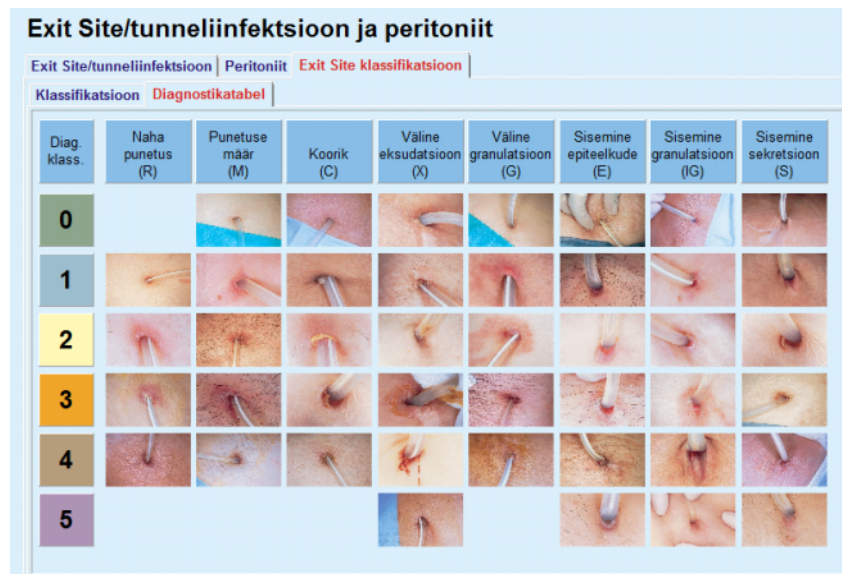 Exit Site/tunneliinfektsioon ja peritoniit
Exit Site/tunneliinfektsioon Peritoniit Exit Site klassifikatsioon
Klassifikatsioon Diagnostikatabel
Diag.
klass.
Naha
punetus
(R)
Punetuse
määr
(M)
Koorik
(C)
Väline
eksudatsioon
(X)
Väline
granulatsioon
(G)
Sisemine
epiteelkude
(E)
Sisemine
granulatsioon
(IG)
Sisemine
sekretsioon
(S)
0
1
2
3
4
5